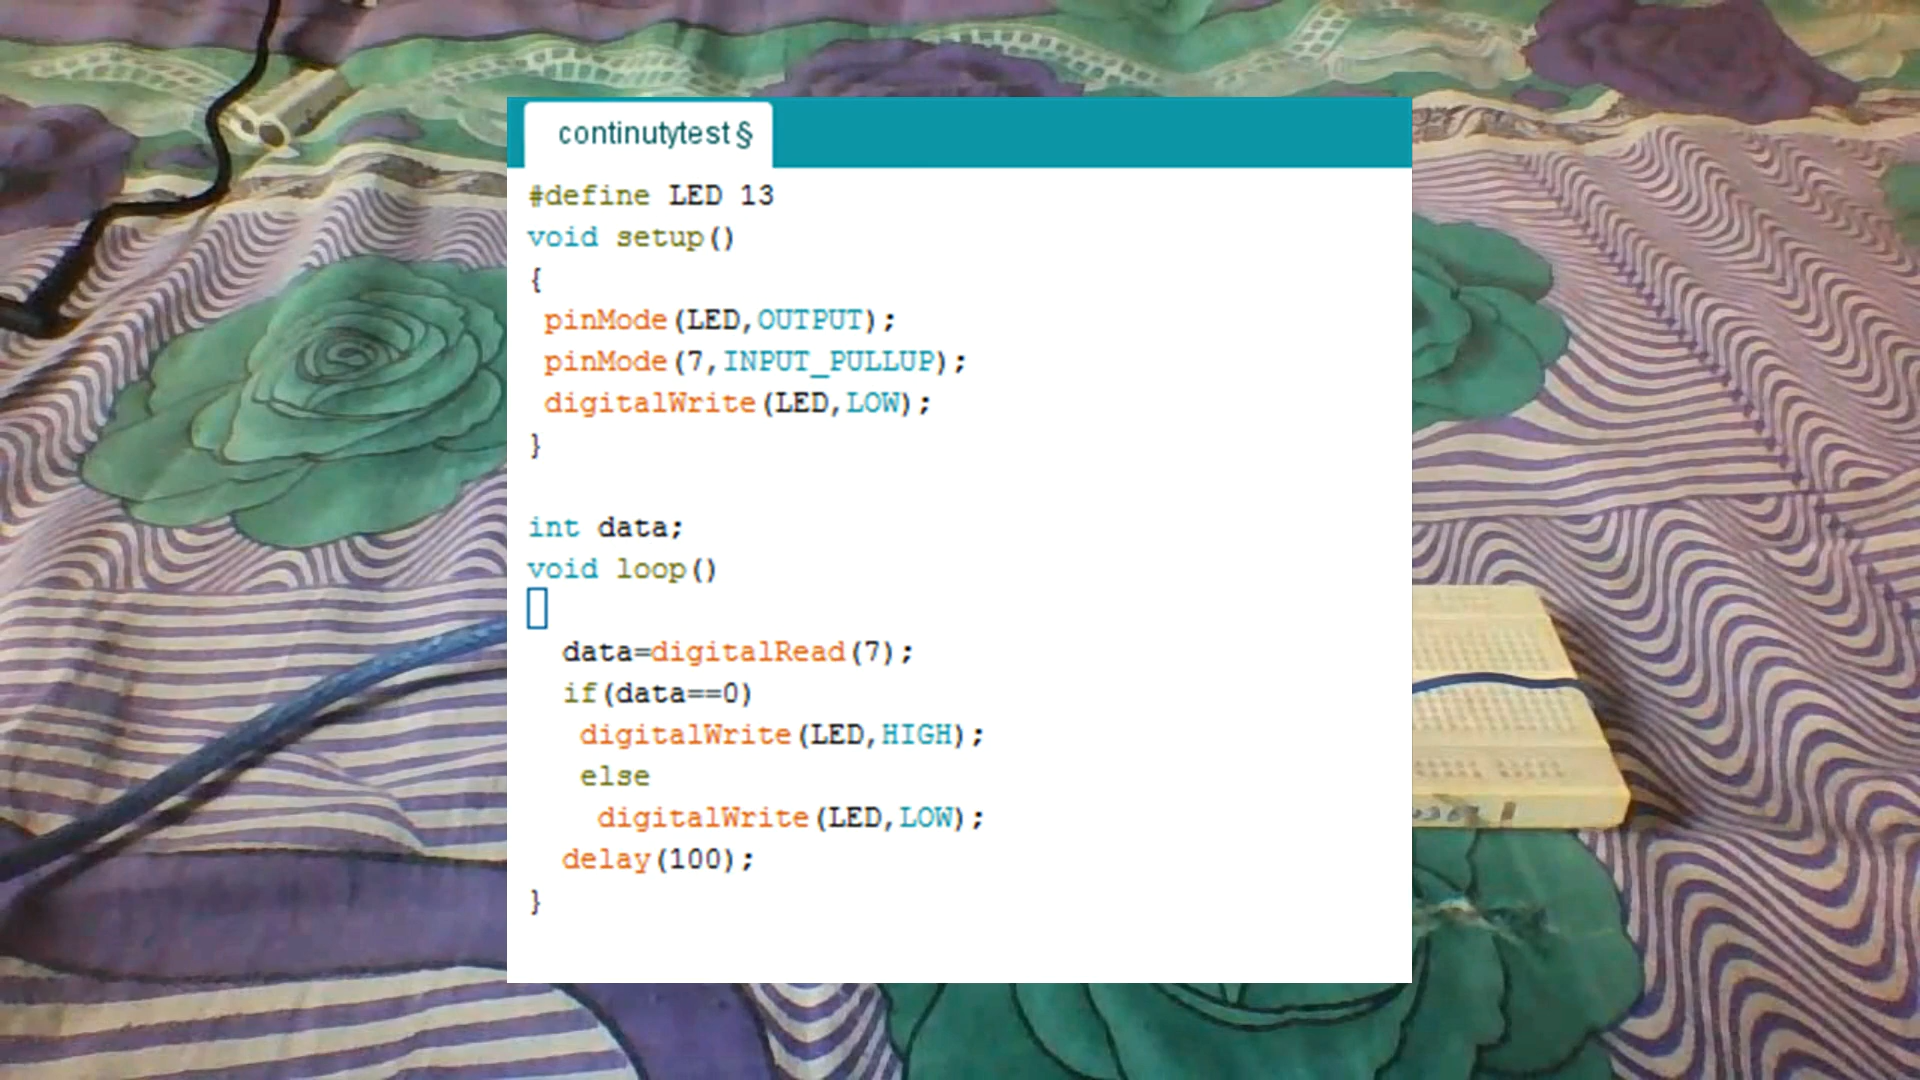 continutytest §
#define LED 13
void setup()
{
 pinMode(LED,OUTPUT);
 pinMode(7,INPUT_PULLUP);
 digitalWrite(LED,LOW);
}

int data;
void loop()

  data=digitalRead(7);
  if(data==0)
   digitalWrite(LED,HIGH);
   else
    digitalWrite(LED,LOW);
  delay(100);
}